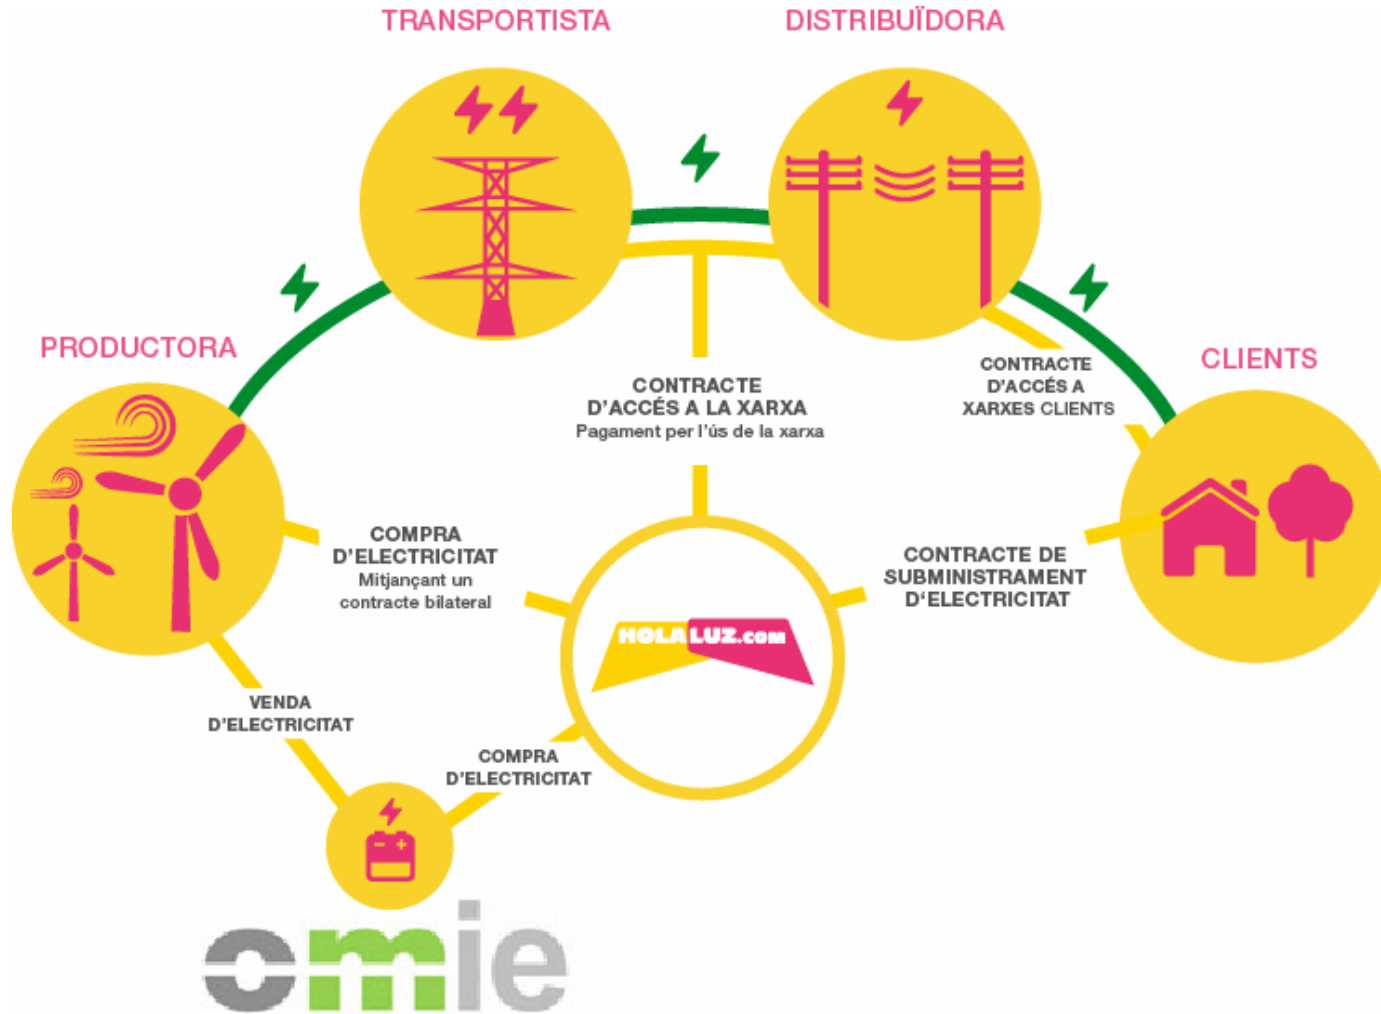 TRANSPORTISTA
DISTRIBUÏDORA
PRODUCTORA
CLIENTS
CONTRACTE
D'ACCÉS A
XARXES CLIENTS
CONTRACTE
D'ACCÉS A LA XARXA
Pagament per l'ús de la xarxa
COMPRA
D'ELECTRICITAT
Mitjançant un
contracte bilateral
CONTRACTE DE
SUBMINISTRAMENT
D'ELECTRICITAT
HOLALUZ.COM
VENDA
D'ELECTRICITAT
COMPRA
D'ELECTRICITAT
omie